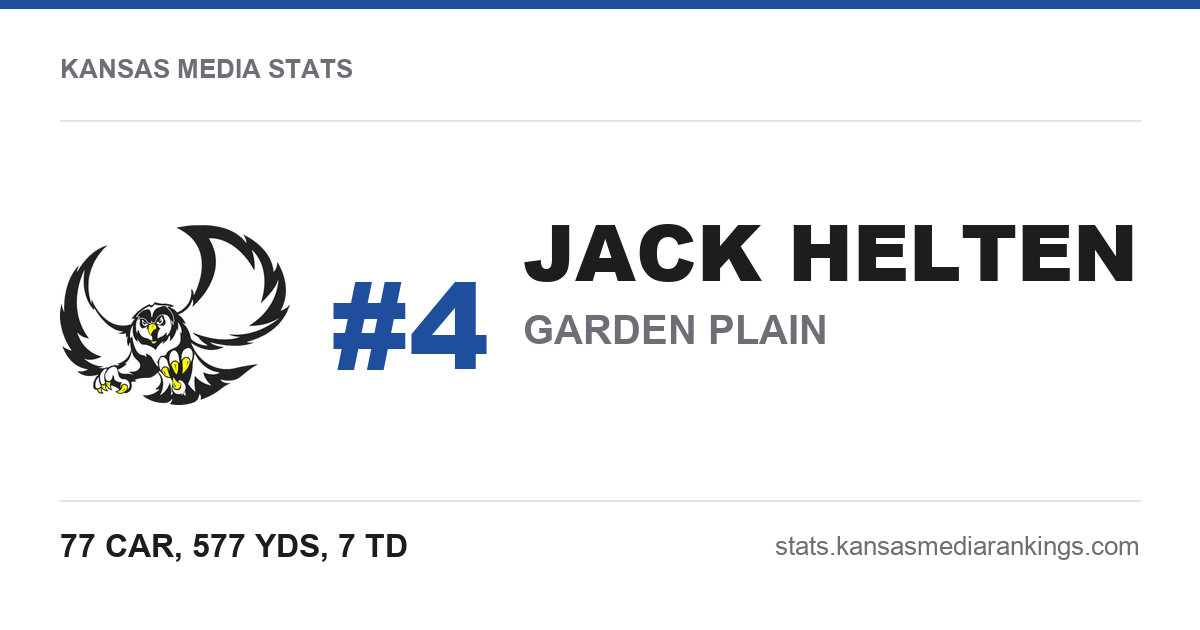 KANSAS MEDIA STATS
#4
JACK HELTEN
GARDEN PLAIN
77 CAR, 577 YDS, 7 TD
stats.kansasmediarankings.com